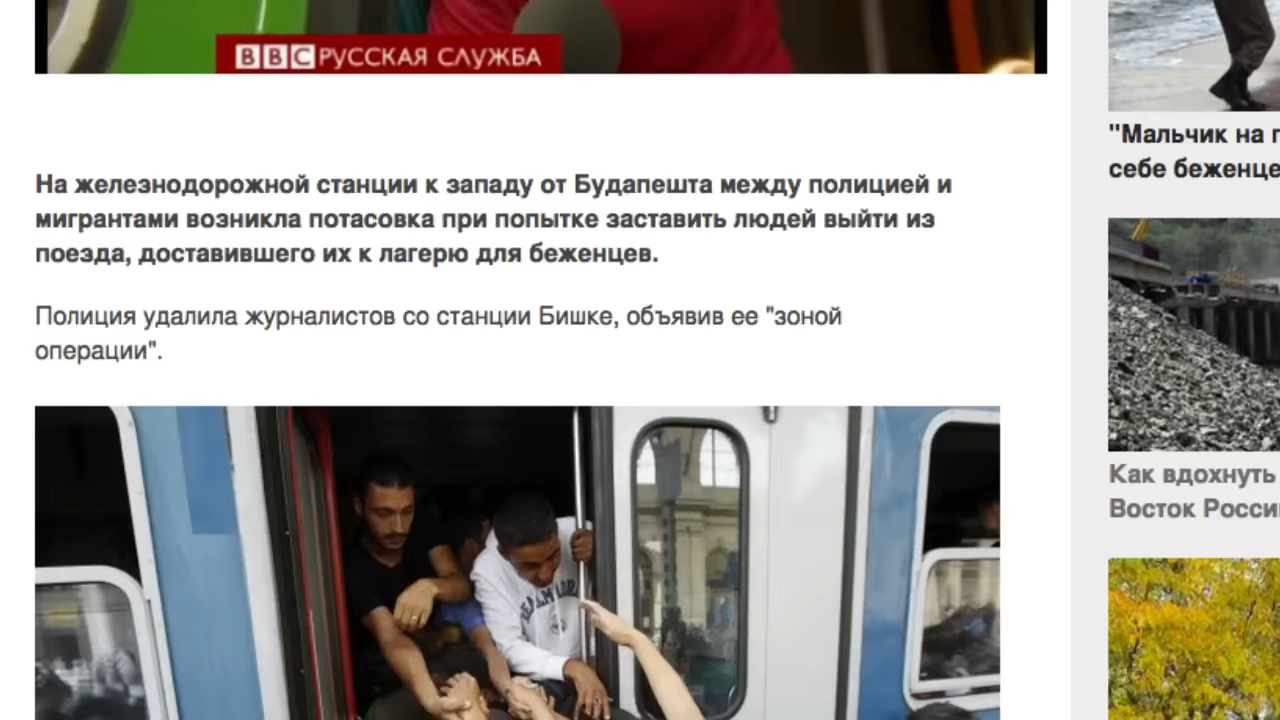 BBC РУССКАЯ СЛУЖБА
На железнодорожной станции к западу от Будапешта между полицией и
мигрантами возникла потасовка при попытке заставить людей выйти из
поезда, доставившего их к лагерю для беженцев.
Полиция удалила журналистов со станции Бишке, объявив ее "зоной
операции".
"Мальчик на
себе
Как вдохнуть
Восток